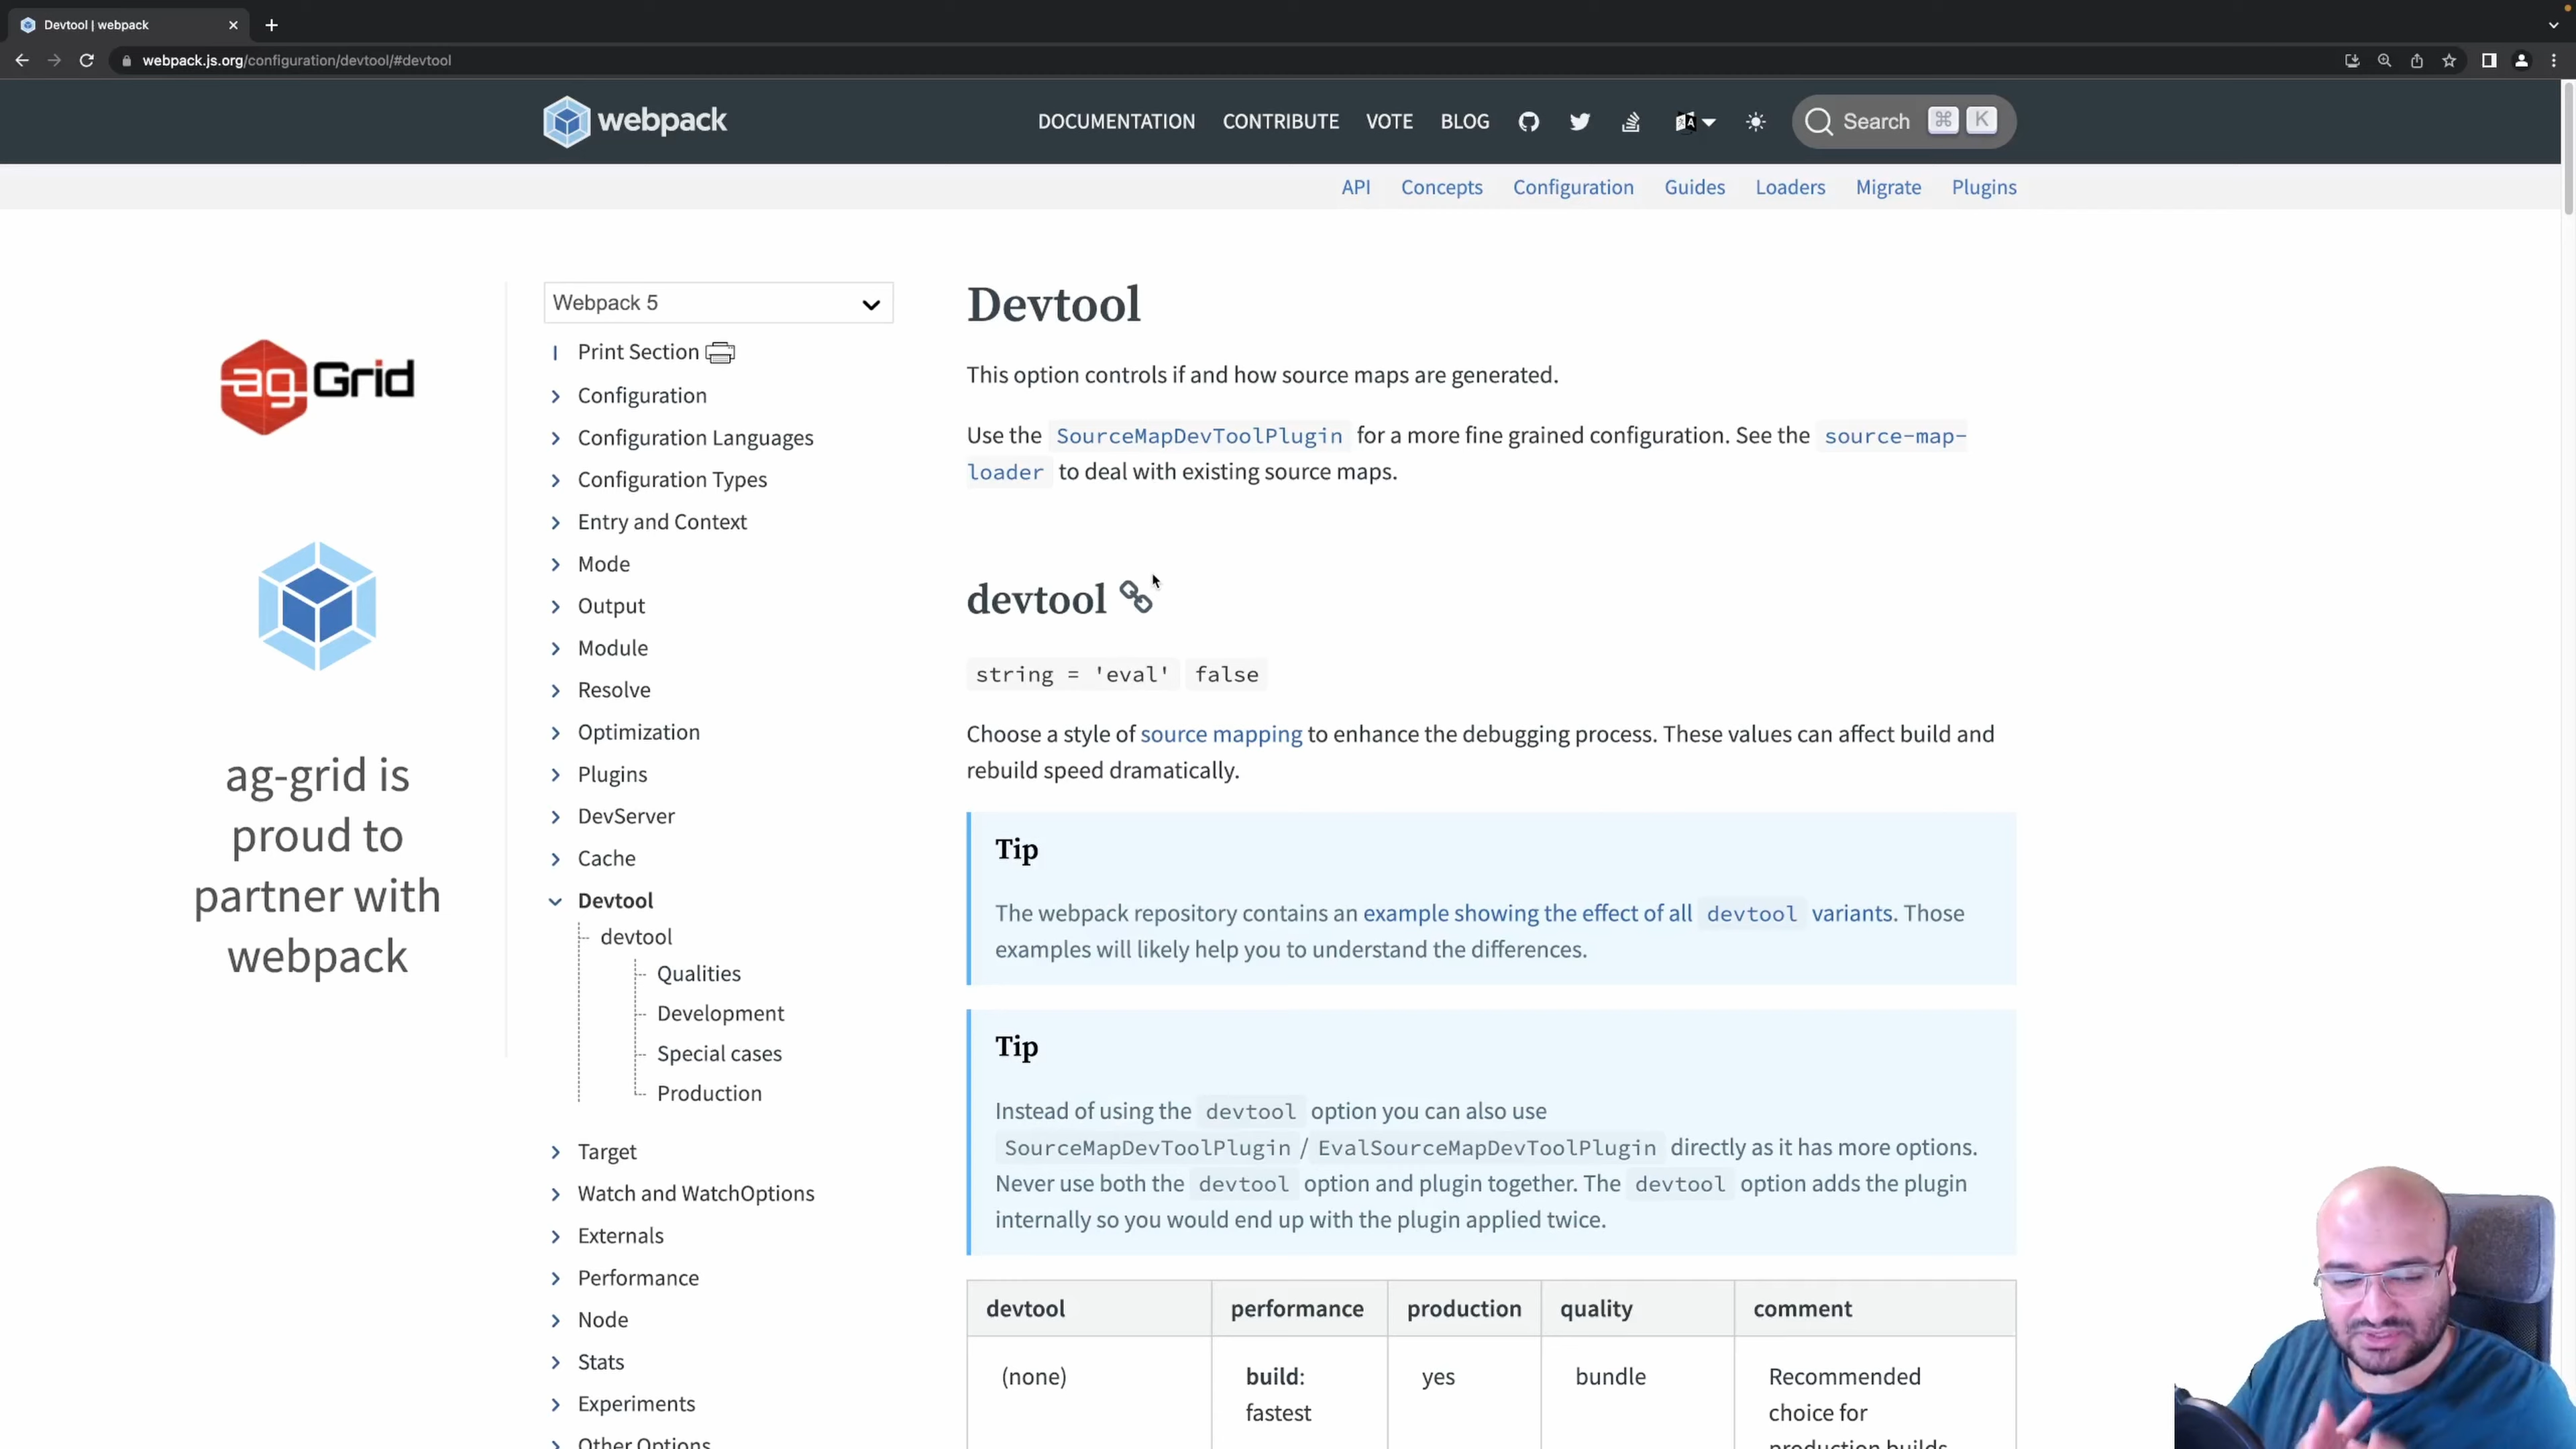 Devtool | webpack
webpack.js.org/configuration/devtool/#devtool
webpack
DOCUMENTATION CONTRIBUTE VOTE BLOG Search ⌘ K
API Concepts Configuration Guides Loaders Migrate Plugins
ag Grid
ag-grid is
proud to
partner with
webpack
Webpack 5
Print Section
Configuration
Configuration Languages
Configuration Types
Entry and Context
Mode
Output
Module
Resolve
Optimization
Plugins
DevServer
Cache
Devtool
devtool
Qualities
Development
Special cases
Production
Target
Watch and WatchOptions
Externals
Performance
Node
Stats
Experiments
Other Options
Devtool
This option controls if and how source maps are generated.
Use the SourceMapDevToolPlugin for a more fine grained configuration. See the source-map-
loader to deal with existing source maps.
devtool
string = 'eval' false
Choose a style of source mapping to enhance the debugging process. These values can affect build and
rebuild speed dramatically.
Tip
The webpack repository contains an example showing the effect of all devtool variants. Those
examples will likely help you to understand the differences.
Tip
Instead of using the devtool option you can also use
SourceMapDevToolPlugin / EvalSourceMapDevToolPlugin directly as it has more options.
Never use both the devtool option and plugin together. The devtool option adds the plugin
internally so you would end up with the plugin applied twice.
devtool performance production quality comment
(none) build: yes bundle Recommended
fastest choice for
production builds